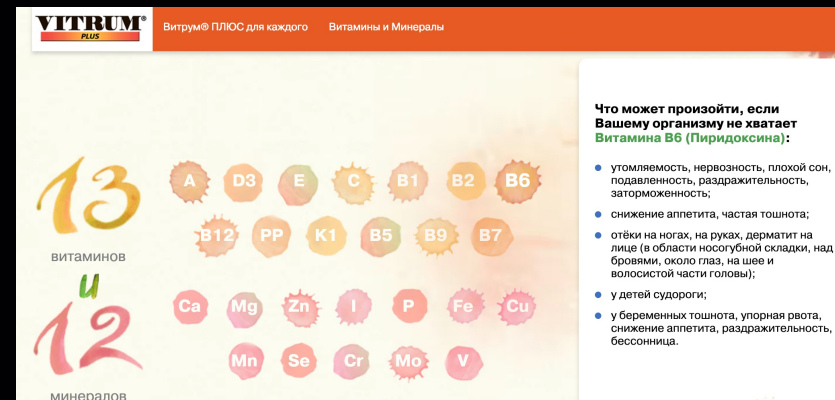 VITRUM®
PLUS
Витрум® ПЛЮС для каждого Витамины и Минералы
13
витаминов
и
12
минералов
A D3 E C B1 B2 B6
B12 PP K1 B5 B9 B7
Ca Mg Zn I P Fe Cu
Mn Se Cr Mo V
Что может произойти, если
Вашему организму не хватает
Витамина В6 (Пиридоксина):
утомляемость, нервозность, плохой сон,
подавленность, раздражительность,
заторможенность;
снижение аппетита, частая тошнота;
отёки на ногах, на руках, дерматит на
лице (в области носогубной складки, над
бровями, около глаз, на шее и
волосистой части головы);
у детей судороги;
у беременных тошнота, упорная рвота,
снижение аппетита, раздражительность,
бессонница.